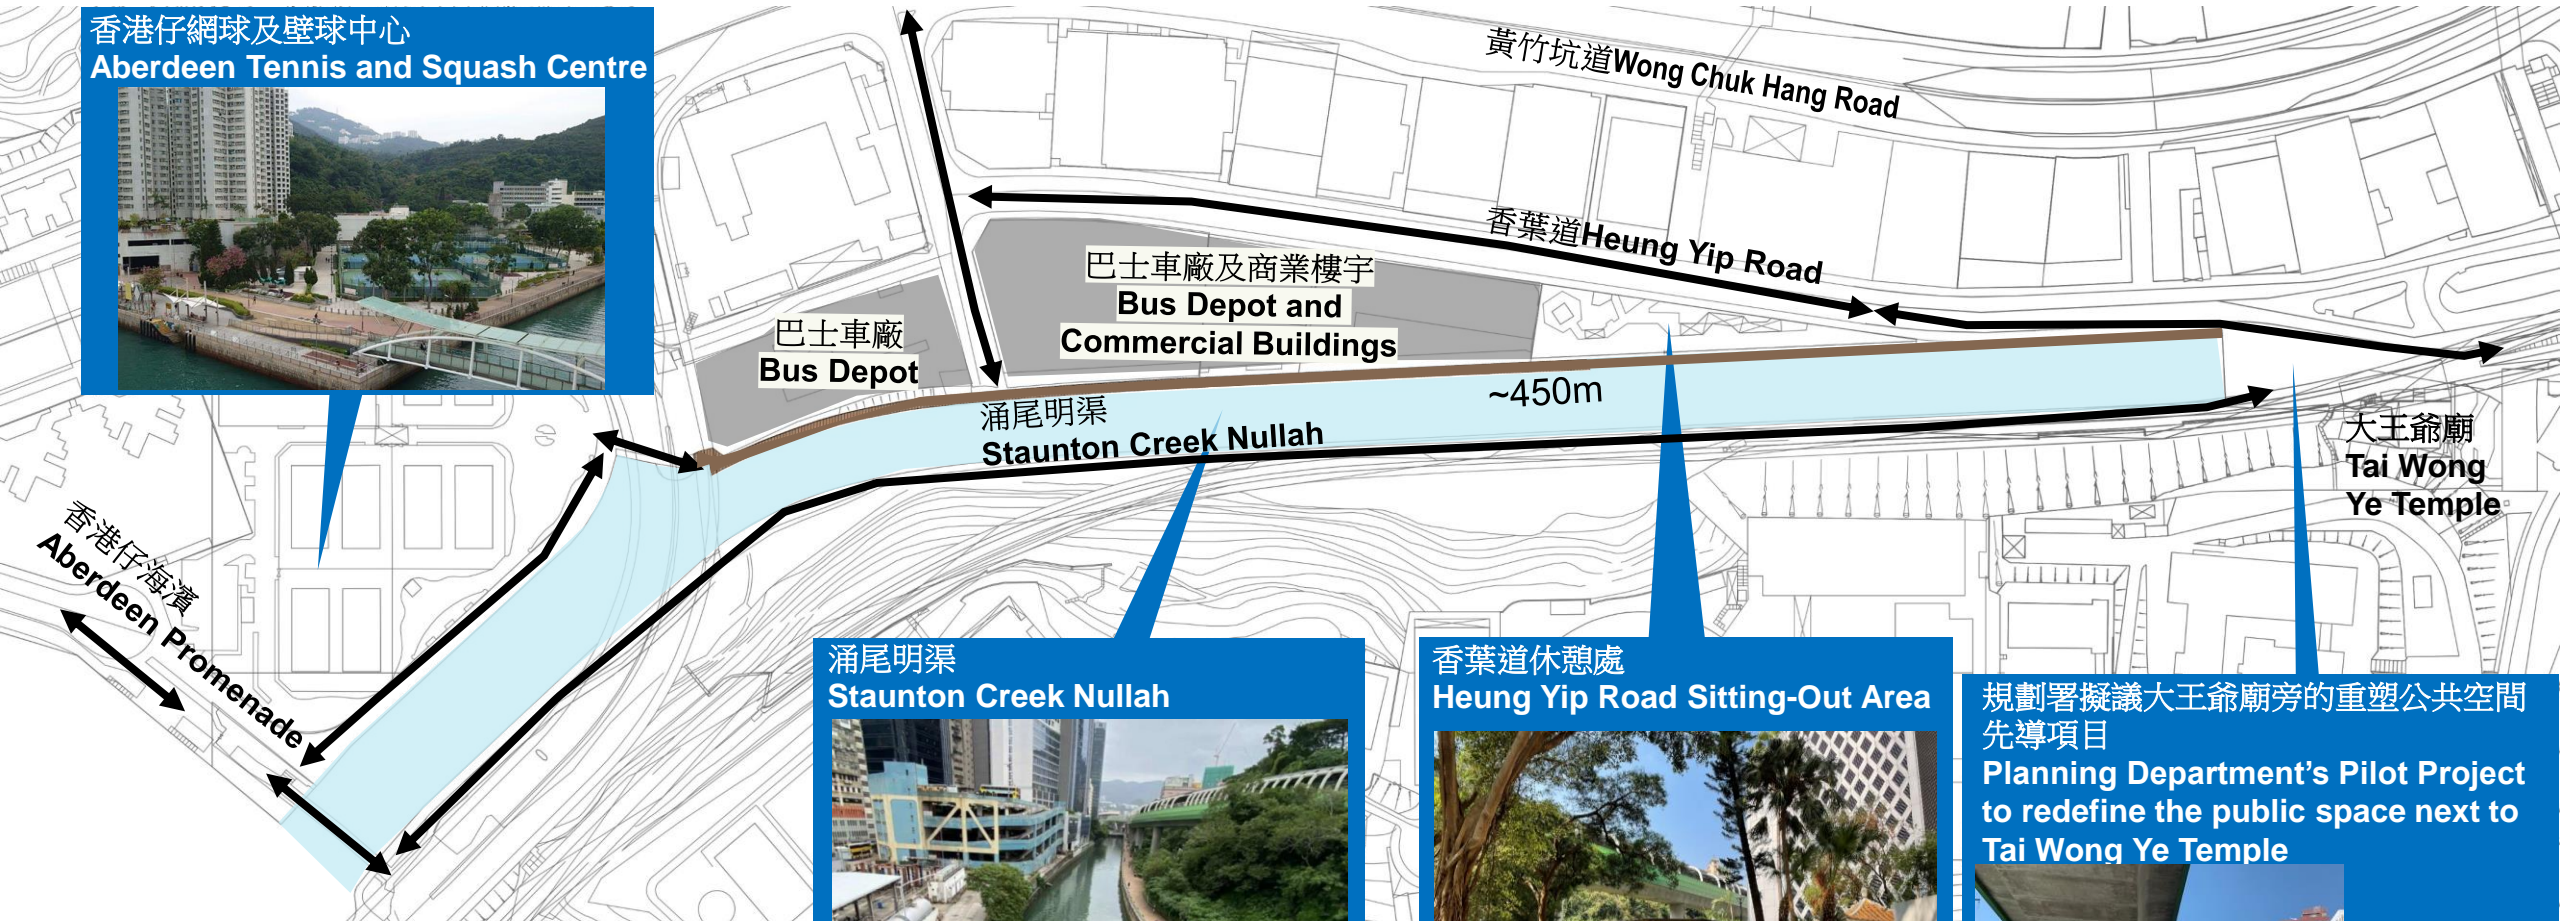 香港仔網球及壁球中心
Aberdeen Tennis and Squash Centre
黃竹坑道Wong Chuk Hang Road
香葉道Heung Yip Road
巴士車廠及商業樓宇
Bus Depot and
Commercial Buildings
巴士車廠
Bus Depot
~450m
涌尾明渠
Staunton Creek Nullah
大王爺廟
Tai Wong
Ye Temple
香港仔海濱
Aberdeen Promenade
涌尾明渠
Staunton Creek Nullah
香葉道休憩處
Heung Yip Road Sitting-Out Area
規劃署擬議大王爺廟旁的重塑公共空間
先導項目
Planning Department’s Pilot Project
to redefine the public space next to
Tai Wong Ye Temple